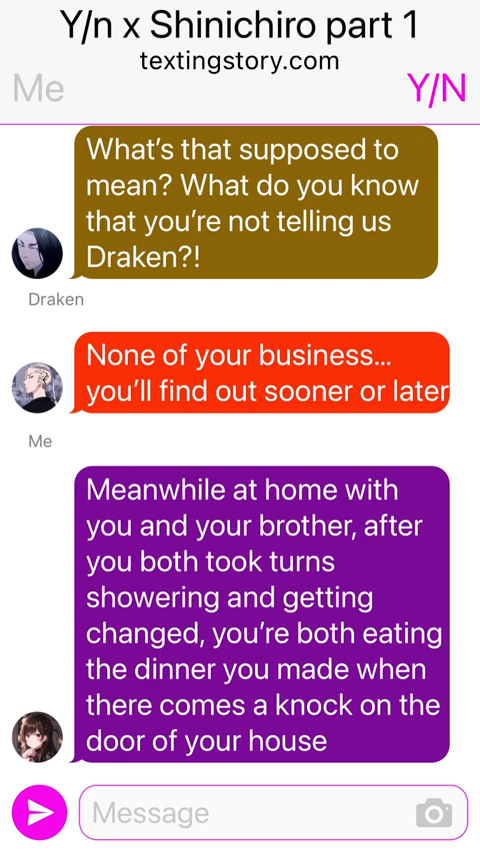 Y/n x Shinichiro part 1
textingstory.com
Me
Y/N
What's that supposed to
mean? What do you know
that you're not telling us
Draken?!
Draken
None of your business...
you'll find out sooner or later
Me
Meanwhile at home with
you and your brother, after
you both took turns
showering and getting
changed, you're both eating
the dinner you made when
there comes a knock on the
door of your house
Message